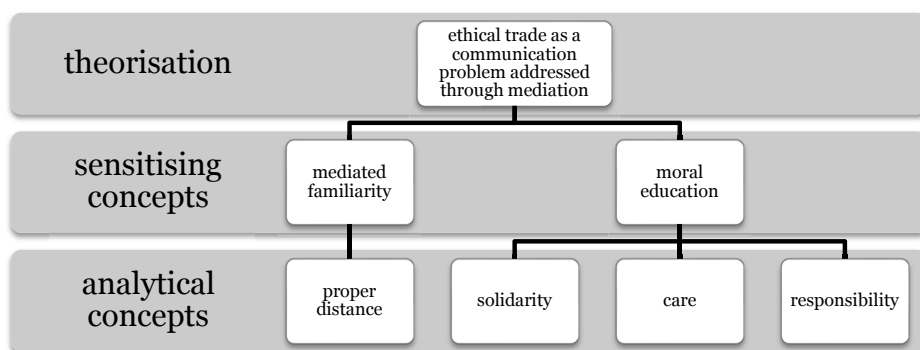 theorisation
ethical trade as a
communication
problem addressed
through mediation
sensitising
concepts
mediated
familiarity
moral
education
analytical
concepts
proper
distance
solidarity
care
responsibility